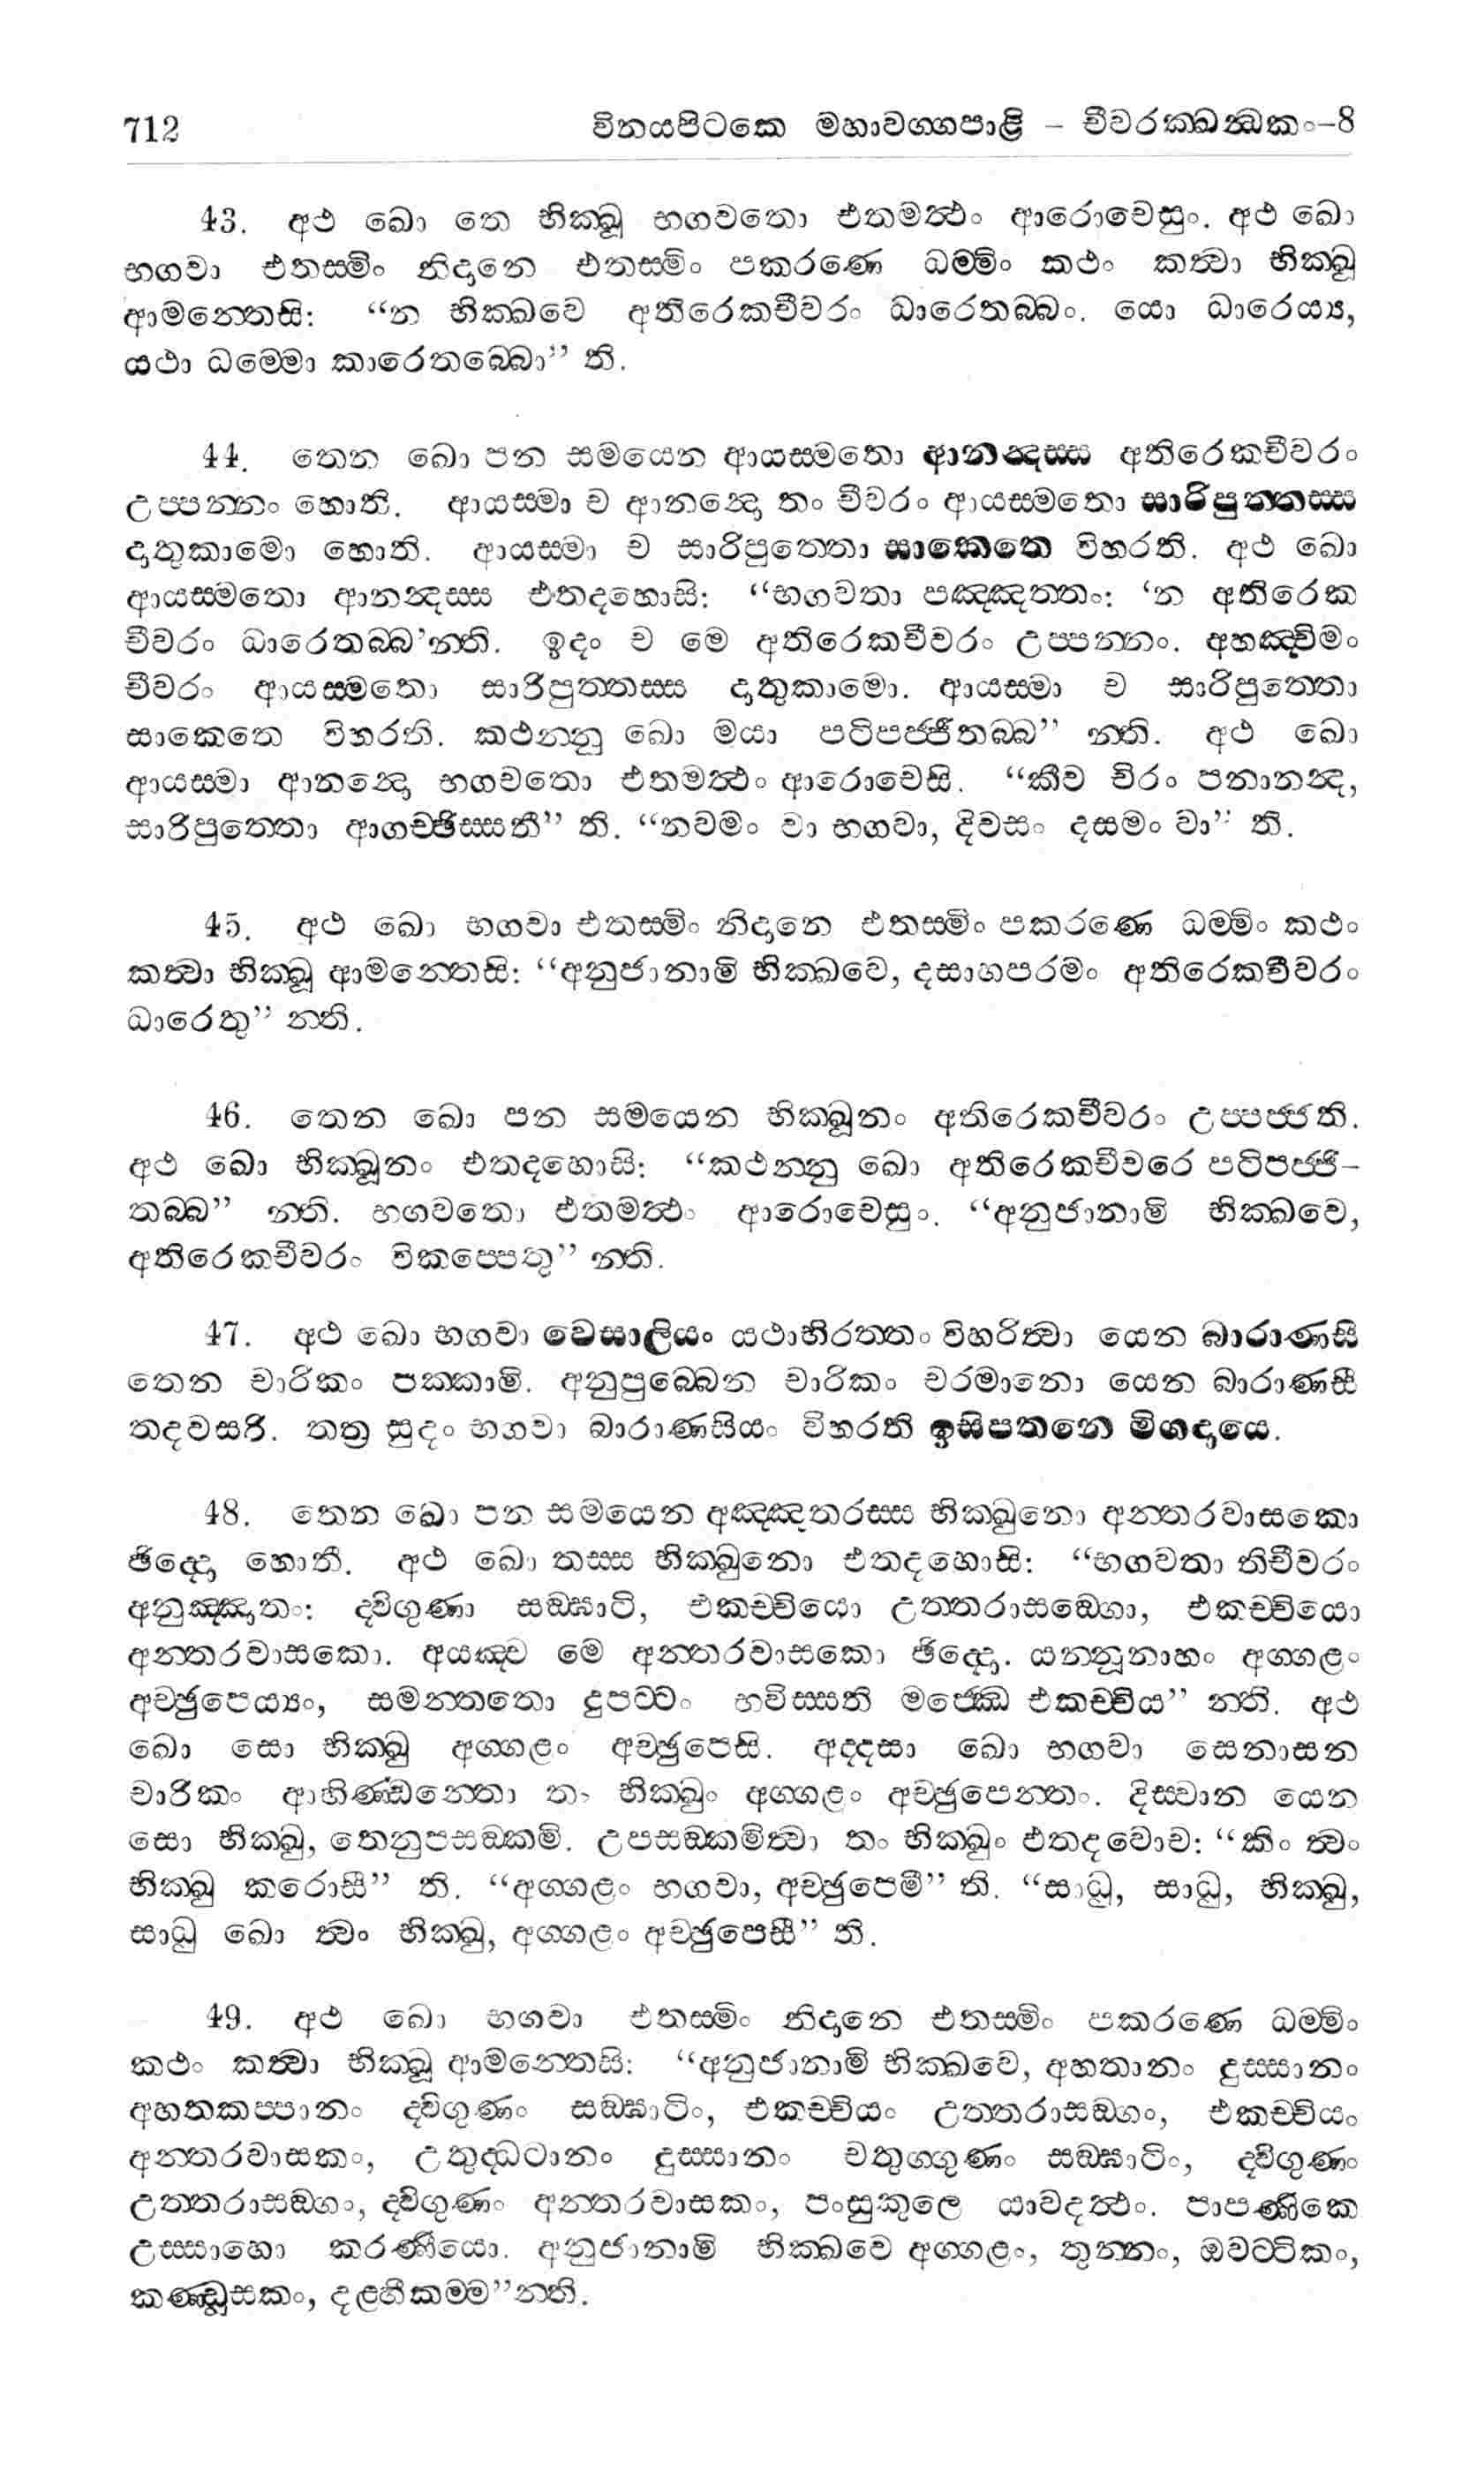 712 විනයපිටකෙ මහාවග්ගපාළි – චීවරක්ඛන්ධකං–8
43. අථ ඛො තෙ භික්ඛූ භගවතො එතමත්ථං ආරොචෙසුං. අථ ඛො
භගවා එතස්මිං නිදානෙ එතස්මිං පකරණෙ ධම්මිං කථං කත්වා භික්ඛූ
ආමන්තෙසි: “න භික්ඛවෙ අතිරෙකචීවරං ධාරෙතබ්බං. යො ධාරෙය්‍ය,
යථා ධම්මො කාරෙතබ්බො” ති.
44. තෙන ඛො පන සමයෙන ආයස්මතො ආනන්දස්ස අතිරෙකචීවරං
උප්පන්නං හොති. ආයස්මා ච ආනන්දො තං චීවරං ආයස්මතො සාරිපුත්තස්ස
දාතුකාමො හොති. ආයස්මා ච සාරිපුත්තො සාකෙතෙ විහරති. අථ ඛො
ආයස්මතො ආනන්දස්ස එතදහොසි: “භගවතා පඤ්ඤත්තං: ‘න අතිරෙක
චීවරං ධාරෙතබ්බ’න්ති. ඉදං ච මෙ අතිරෙකචීවරං උප්පන්නං. අහඤ්චිමං
චීවරං ආයස්මතො සාරිපුත්තස්ස දාතුකාමො. ආයස්මා ච සාරිපුත්තො
සාකෙතෙ විහරති. කථන්නු ඛො මයා පටිපජ්ජිතබ්බ” න්ති. අථ ඛො
ආයස්මා ආනන්දො භගවතො එතමත්ථං ආරොචෙසි. “කීව චිරං පනානන්ද,
සාරිපුත්තො ආගච්ඡිස්සතී” ති. “නවමං වා භගවා, දිවසං දසමං වා” ති.
45. අථ ඛො භගවා එතස්මිං නිදානෙ එතස්මිං පකරණෙ ධම්මිං කථං
කත්වා භික්ඛූ ආමන්තෙසි: “අනුජානාමි භික්ඛවෙ, දසාහපරමං අතිරෙකචීවරං
ධාරෙතු” න්ති.
46. තෙන ඛො පන සමයෙන භික්ඛූනං අතිරෙකචීවරං උප්පජ්ජති.
අථ ඛො භික්ඛූනං එතදහොසි: “කථන්නු ඛො අතිරෙකචීවරෙ පටිපජ්ජි-
තබ්බ” න්ති. භගවතො එතමත්ථං ආරොචෙසුං. “අනුජානාමි භික්ඛවෙ,
අතිරෙකචීවරං විකප්පෙතු” න්ති.
47. අථ ඛො භගවා වෙසාලියං යථාභිරත්තං විහරිත්වා යෙන බාරාණසී
තෙන චාරිකං පක්කාමි. අනුපුබ්බෙන චාරිකං චරමානො යෙන බාරාණසී
තදවසරි. තත්‍ර සුදං භගවා බාරාණසියං විහරති ඉසිපතනෙ මිගදායෙ.
48. තෙන ඛො පන සමයෙන අඤ්ඤතරස්ස භික්ඛුනො අන්තරවාසකො
ඡිද්දො හොති. අථ ඛො තස්ස භික්ඛුනො එතදහොසි: “භගවතා තිචීවරං
අනුඤ්ඤාතං: ද්විගුණා සඞ්ඝාටි, එකච්චියො උත්තරාසඞ්ගො, එකච්චියො
අන්තරවාසකො. අයඤ්ච මෙ අන්තරවාසකො ඡිද්දො. යන්නූනාහං අග්ගළං
අච්ඡුපෙය්‍යං, සමන්තතො දුපට්ටං භවිස්සති මජ්ඣෙ එකච්චිය” න්ති. අථ
ඛො සො භික්ඛු අග්ගළං අච්ඡුපෙසි. අද්දසා ඛො භගවා සෙනාසන
චාරිකං ආහිණ්ඩන්තො තං භික්ඛුං අග්ගළං අච්ඡුපෙන්තං. දිස්වාන යෙන
සො භික්ඛු, තෙනුපසඞ්කමි. උපසඞ්කමිත්වා තං භික්ඛුං එතදවොච: “කිං ත්වං
භික්ඛු කරොසී” ති. “අග්ගළං භගවා, අච්ඡුපෙමී” ති. “සාධු, සාධු, භික්ඛු,
සාධු ඛො ත්වං භික්ඛු, අග්ගළං අච්ඡුපෙසී” ති.
49. අථ ඛො භගවා එතස්මිං නිදානෙ එතස්මිං පකරණෙ ධම්මිං
කථං කත්වා භික්ඛූ ආමන්තෙසි: “අනුජානාමි භික්ඛවෙ, අහතානං දුස්සානං
අහතකප්පානං ද්විගුණං සඞ්ඝාටිං, එකච්චියං උත්තරාසඞ්ගං, එකච්චියං
අන්තරවාසකං, උතුද්ධටානං දුස්සානං චතුග්ගුණං සඞ්ඝාටිං, ද්විගුණං
උත්තරාසඞ්ගං, ද්විගුණං අන්තරවාසකං, පංසුකුලෙ යාවදත්ථං. පාපණිකෙ
උස්සාහො කරණීයො. අනුජානාමි භික්ඛවෙ අග්ගළං, තුන්නං, ඔවට්ටිකං,
කණ්ඩූසකං, දළ්හීකම්ම”න්ති.